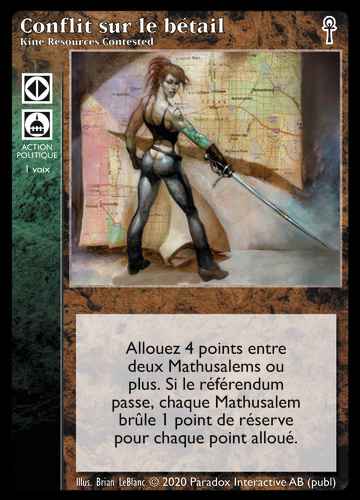 Conflit sur le bétail
Kine Resources Contested
ACTION
POLITIQUE
1 voix
Allouez 4 points entre
deux Mathusalems ou
plus. Si le référendum
passe, chaque Mathusalem
brûle 1 point de réserve
pour chaque point alloué.
Illus. Brian LeBlanc © 2020 Paradox Interactive AB (publ)